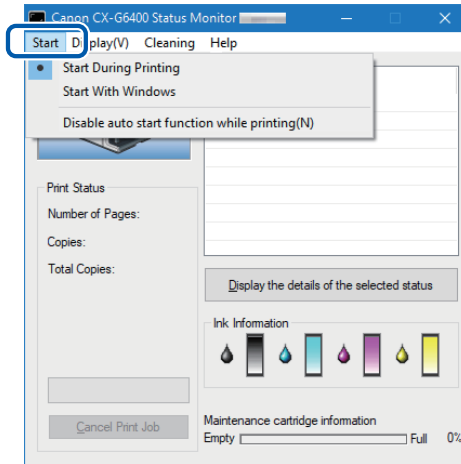 Canon CX-G6400 Status Monitor
Start Display(V) Cleaning Help
Start During Printing
Start With Windows
Disable auto start function while printing(N)
Print Status
Number of Pages:
Copies:
Total Copies:
Display the details of the selected status
Ink Information
Cancel Print Job
Maintenance cartridge information
Empty Full 0%